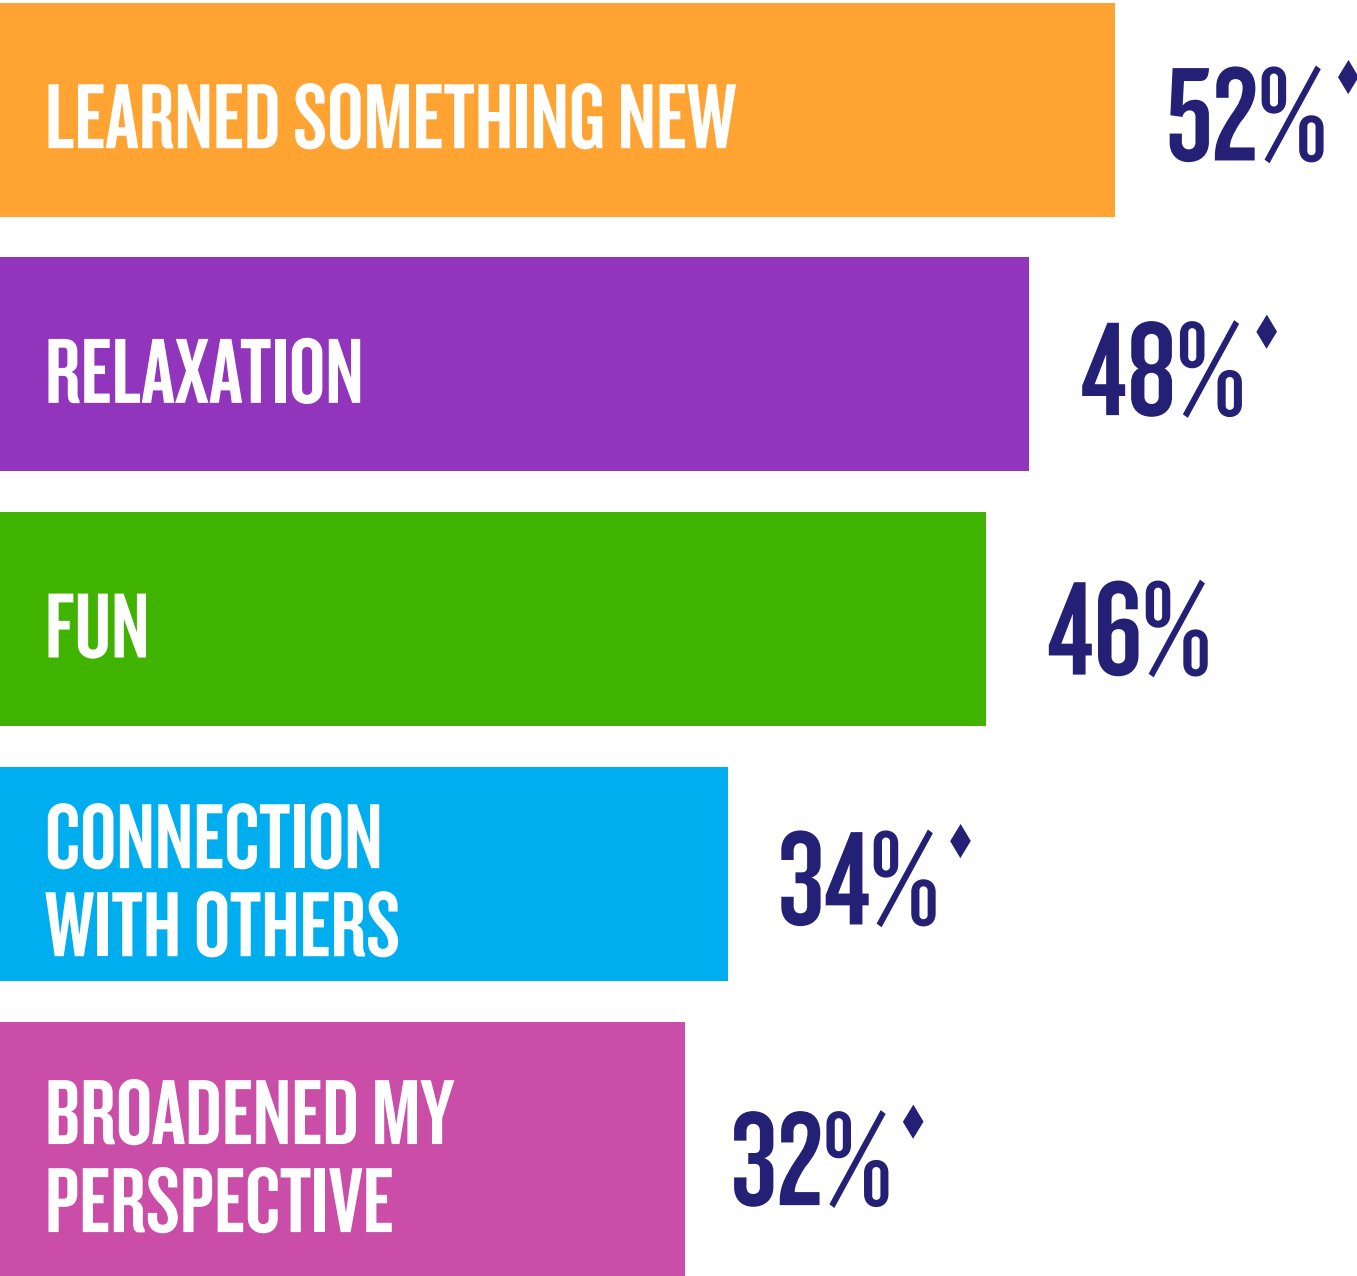 LEARNED SOMETHING NEW 52%♦
RELAXATION 48%♦
FUN 46%
CONNECTION
WITH OTHERS 34%♦
BROADENED MY
PERSPECTIVE 32%♦